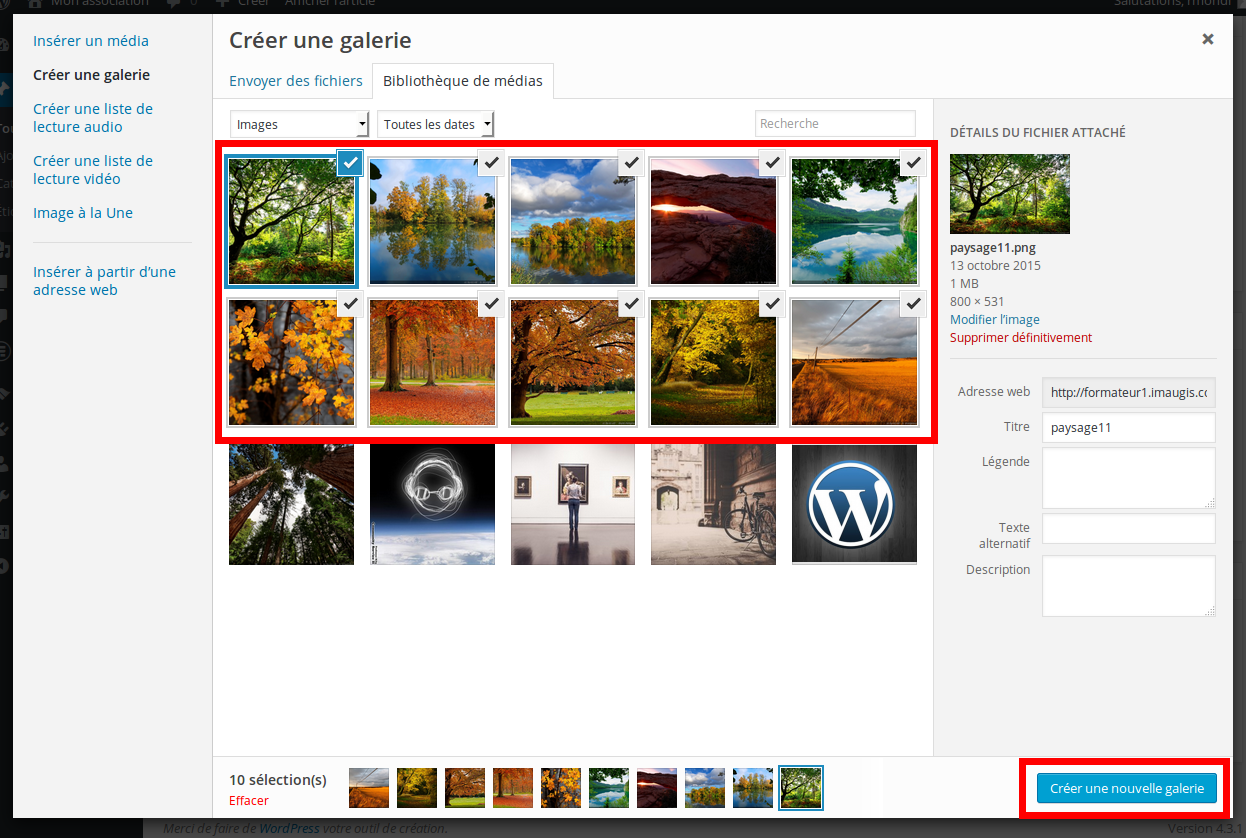 Mon association 0 Créer Afficher l'article
Salutations, rmondi
Insérer un média
Créer une galerie
Créer une liste de
lecture audio
Créer une liste de
lecture vidéo
Image à la Une
Insérer à partir d'une
adresse web
Créer une galerie
Envoyer des fichiers
Bibliothèque de médias
Images
Toutes les dates
Recherche
DÉTAILS DU FICHIER ATTACHÉ
paysage11.png
13 octobre 2015
1 MB
800 × 531
Modifier l'image
Supprimer définitivement
Adresse web
http://formateur1.imaugis.co
Titre
paysage11
Légende
Texte
alternatif
Description
10 sélection(s)
Effacer
Créer une nouvelle galerie
Merci de faire de WordPress votre outil de création.
Version 4.3.1